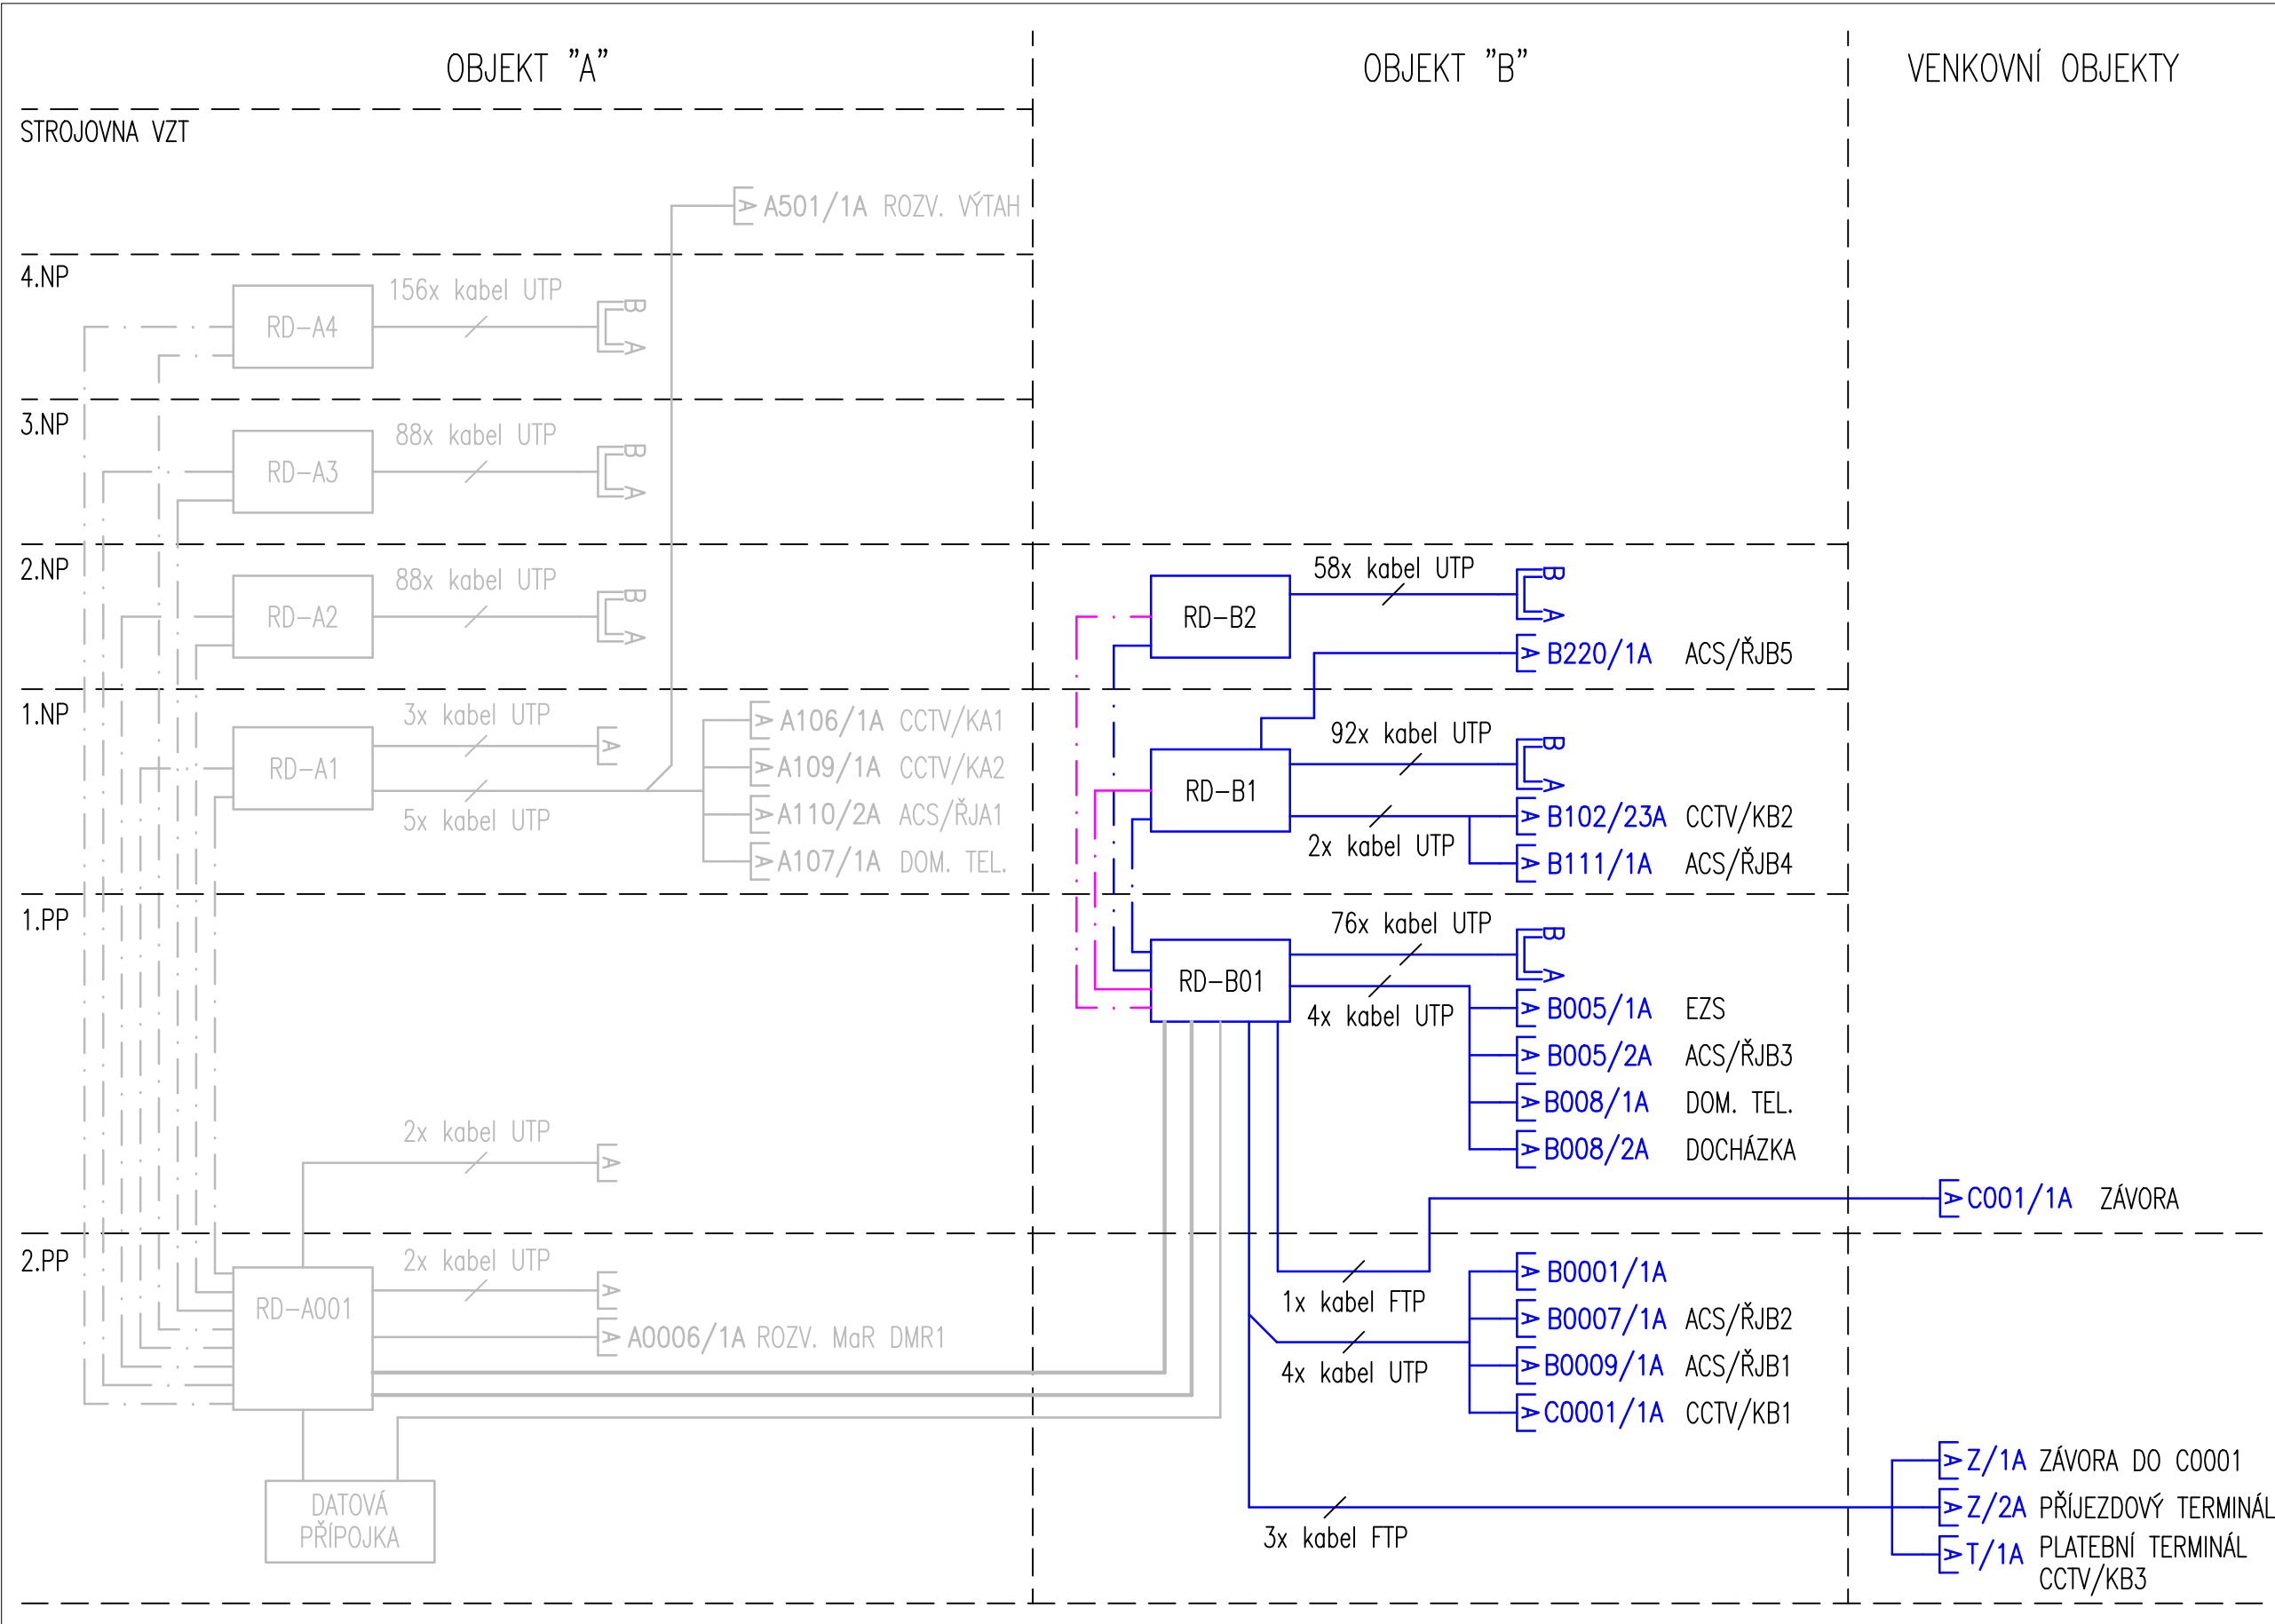 OBJEKT "A"
OBJEKT "B"
VENKOVNÍ OBJEKTY
STROJOVNA VZT
A A501/1A ROZV. VÝTAH
4.NP
RD-A4
156x kabel UTP
B
A
3.NP
RD-A3
88x kabel UTP
B
A
2.NP
RD-A2
88x kabel UTP
B
A
RD-B2
58x kabel UTP
B
A
A B220/1A ACS/ŘJB5
1.NP
RD-A1
3x kabel UTP
A
5x kabel UTP
A A106/1A CCTV/KA1
A A109/1A CCTV/KA2
A A110/2A ACS/ŘJA1
A A107/1A DOM. TEL.
RD-B1
92x kabel UTP
B
A
2x kabel UTP
A B102/23A CCTV/KB2
A B111/1A ACS/ŘJB4
1.PP
2x kabel UTP
A
RD-B01
76x kabel UTP
B
A
4x kabel UTP
A B005/1A EZS
A B005/2A ACS/ŘJB3
A B008/1A DOM. TEL.
A B008/2A DOCHÁZKA
A C001/1A ZÁVORA
2.PP
RD-A001
2x kabel UTP
A
A A0006/1A ROZV. MaR DMR1
DATOVÁ
PŘÍPOJKA
1x kabel FTP
4x kabel UTP
A B0001/1A
A B0007/1A ACS/ŘJB2
A B0009/1A ACS/ŘJB1
A C0001/1A CCTV/KB1
3x kabel FTP
A Z/1A ZÁVORA DO C0001
A Z/2A PŘÍJEZDOVÝ TERMINÁL
A T/1A PLATEBNÍ TERMINÁL
CCTV/KB3